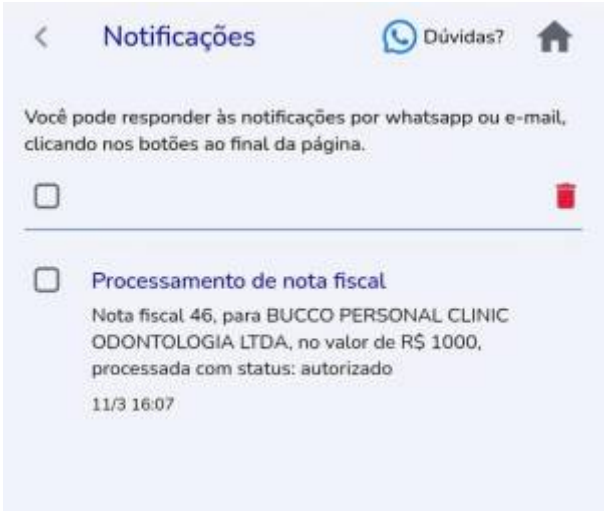 Notificações
Dúvidas?
Você pode responder às notificações por whatsapp ou e-mail,
clicando nos botões ao final da página.
Processamento de nota fiscal
Nota fiscal 46, para BUCCO PERSONAL CLINIC
ODONTOLOGIA LTDA, no valor de R$ 1000,
processada com status: autorizado
11/3 16:07